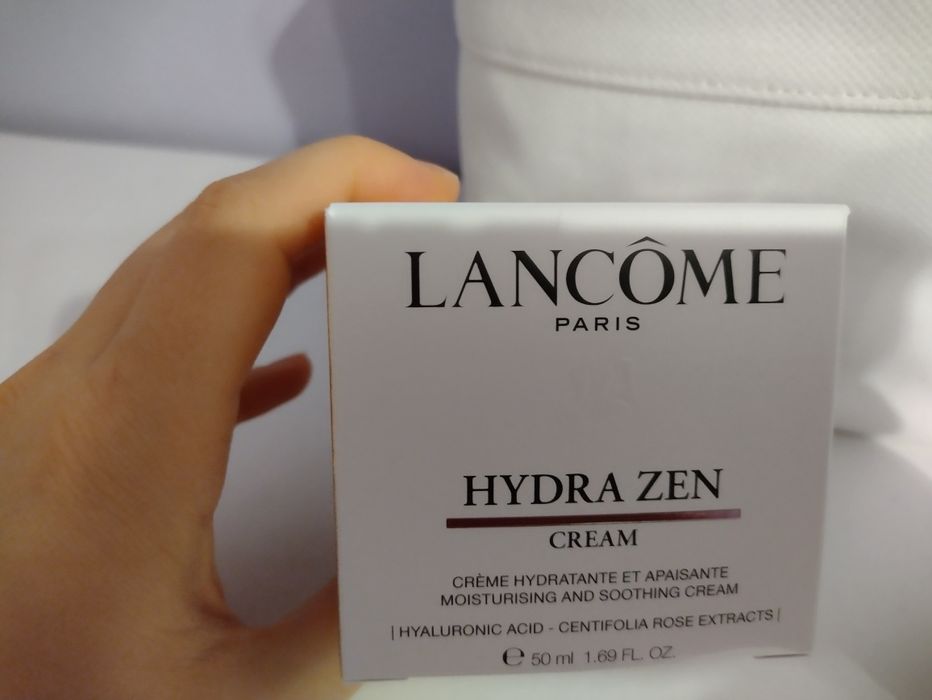 LANCÔME
PARIS
HYDRA ZEN
CREAM
CRÈME HYDRATANTE ET APAISANTE
MOISTURISING AND SOOTHING CREAM
| HYALURONIC ACID - CENTIFOLIA ROSE EXTRACTS |
℮ 50 ml 1.69 FL. OZ.